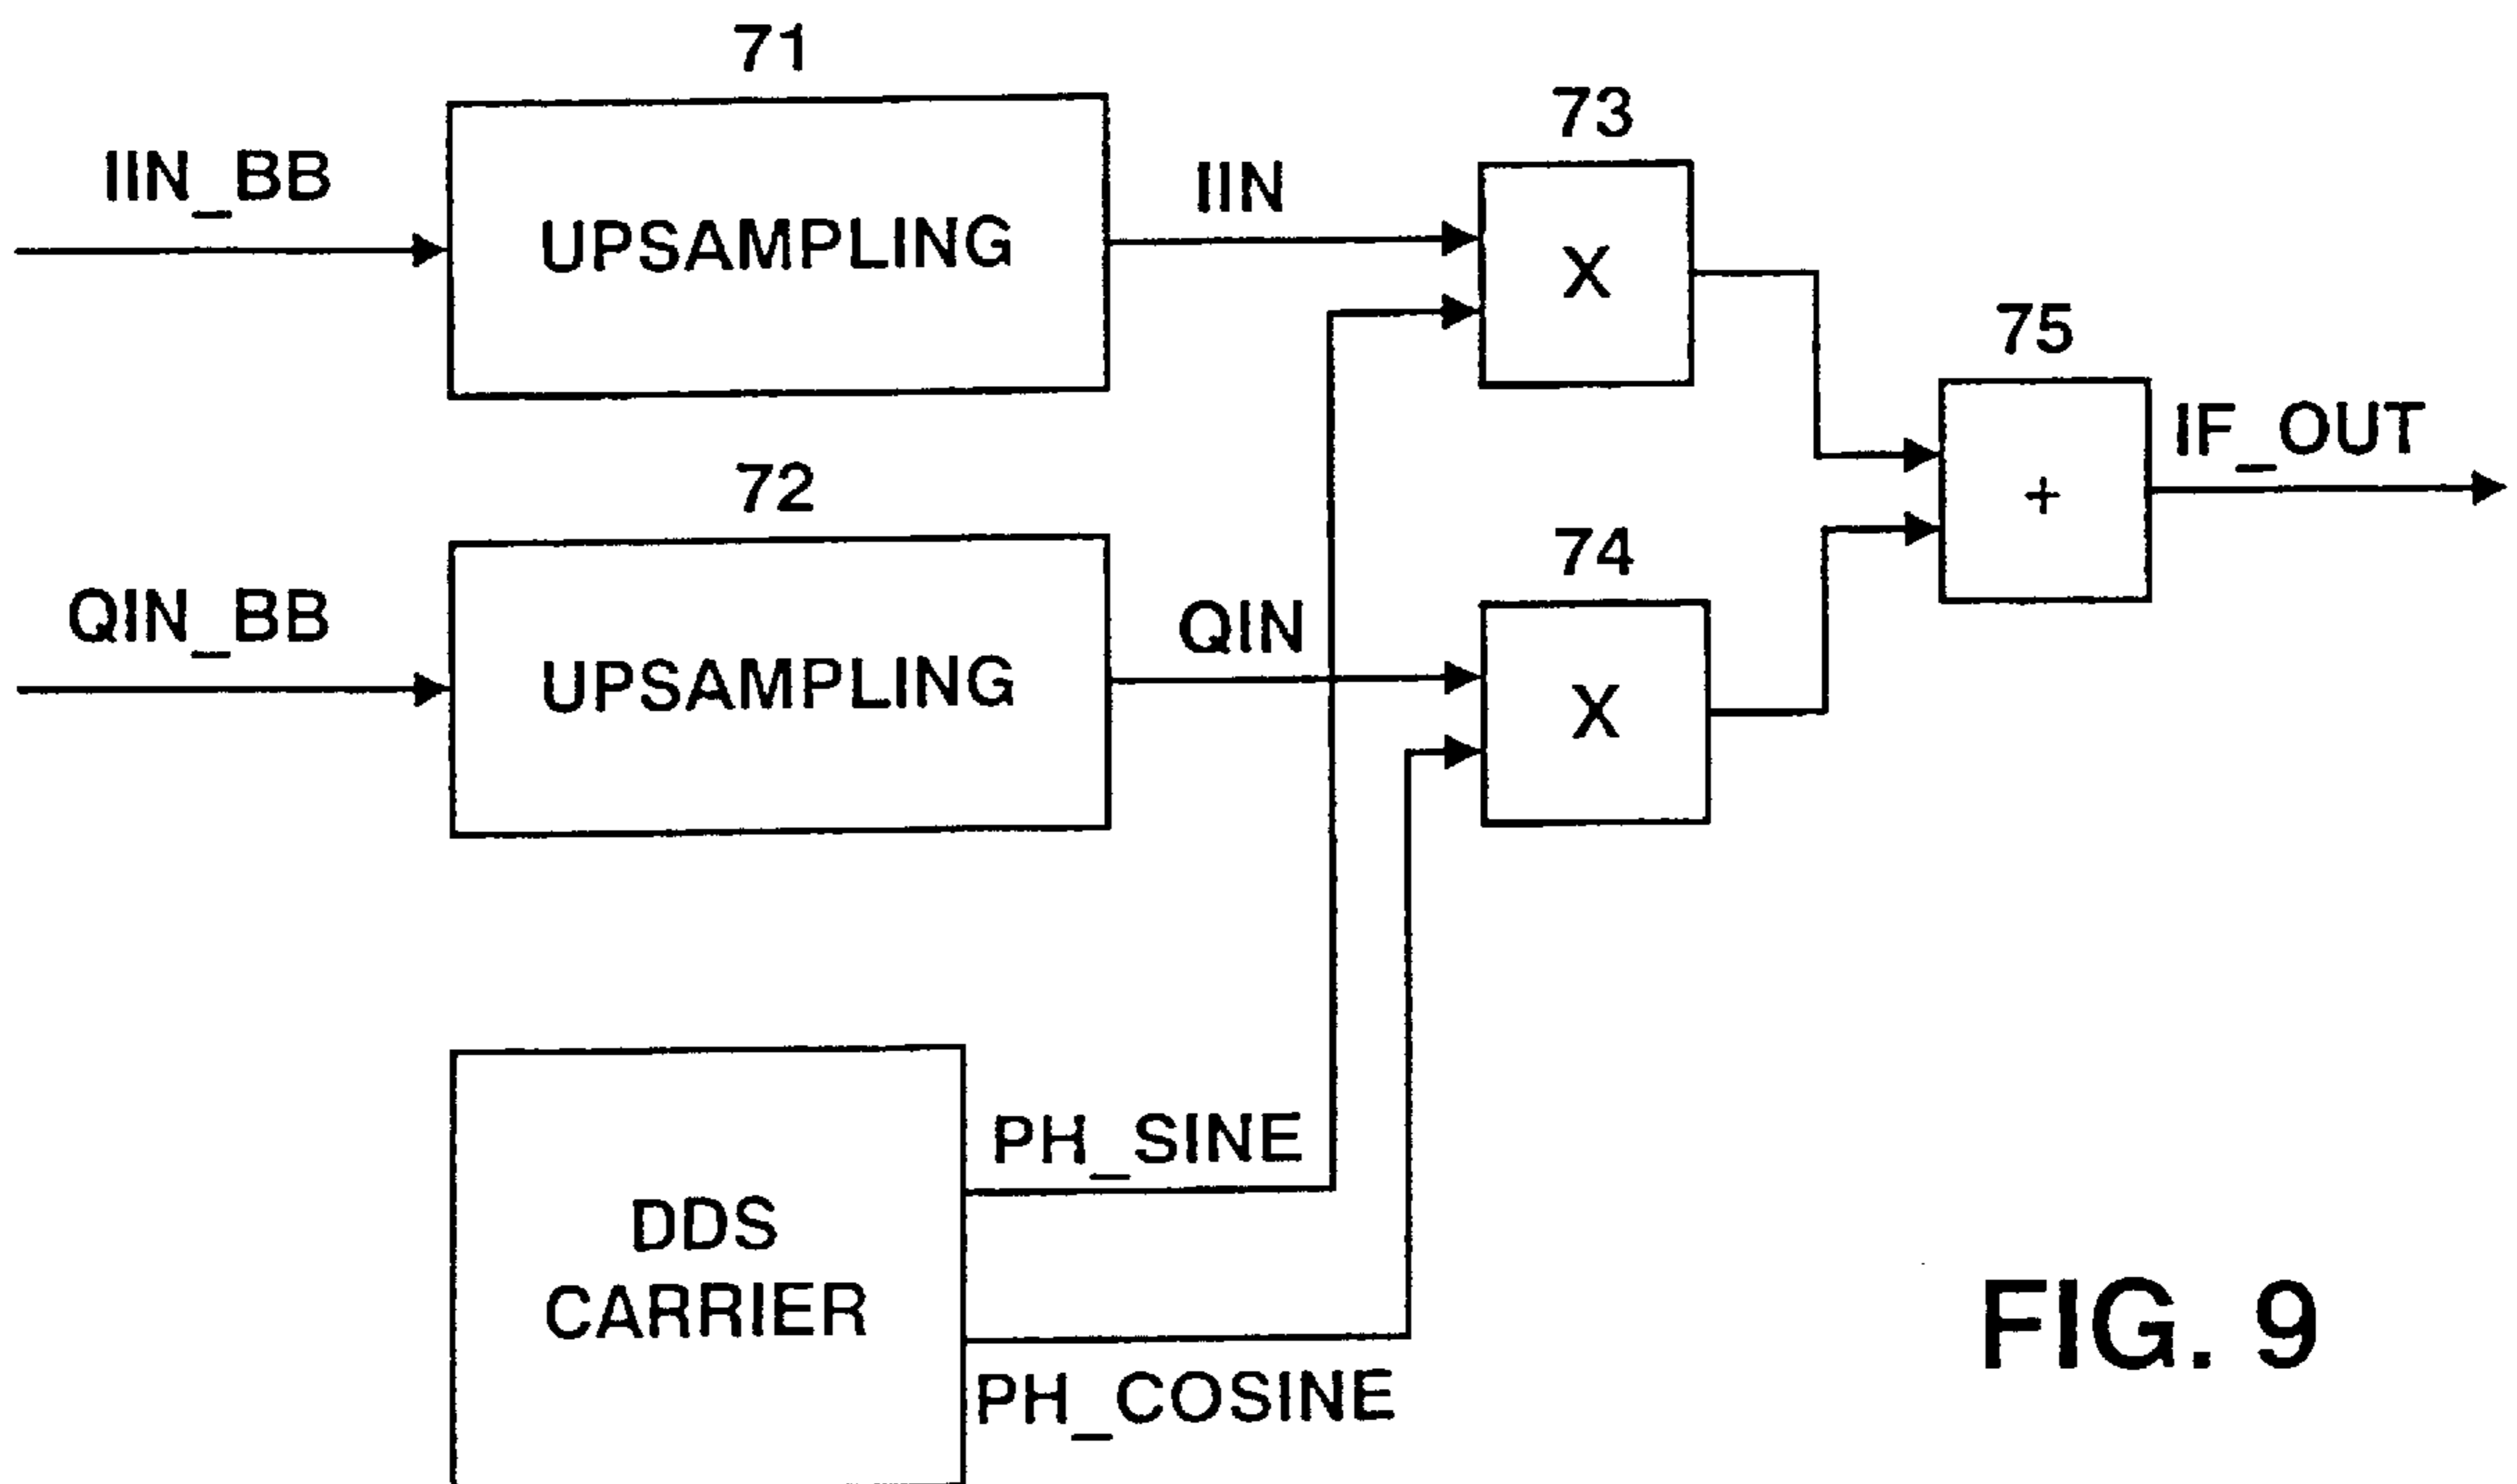 71
IIN_BB
UPSAMPLING
IIN
73
X
75
+
IF_OUT
72
QIN_BB
UPSAMPLING
QIN
74
X
DDS
CARRIER
PH_SINE
PH_COSINE
FIG. 9